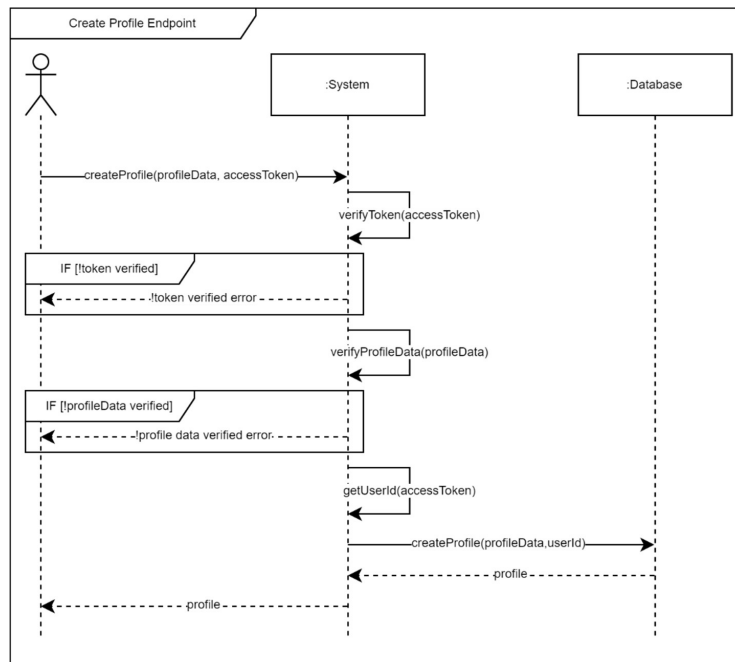 Create Profile Endpoint
:System
:Database
createProfile(profileData, accessToken)
verifyToken(accessToken)
IF [!token verified]
!token verified error
verifyProfileData(profileData)
IF [!profileData verified]
!profile data verified error
getUserId(accessToken)
createProfile(profileData,userId)
profile
profile